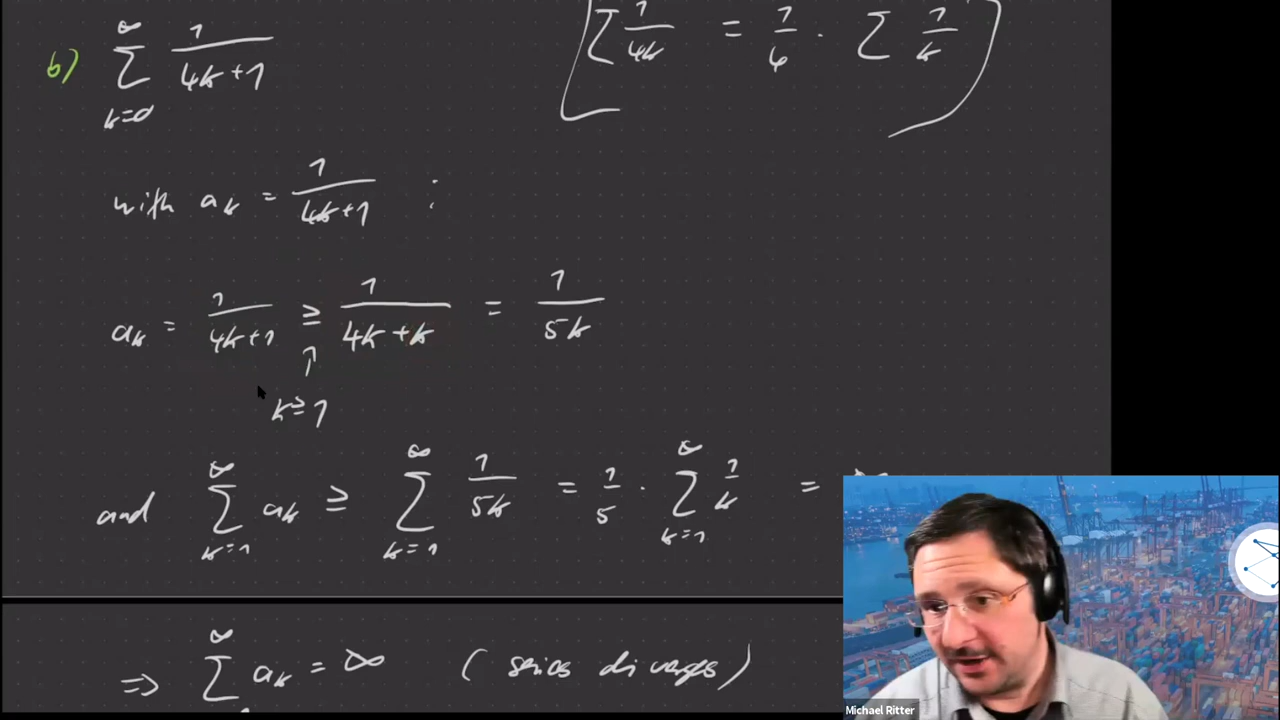 b) ∞ Σ k=0 1/(4k+1)
[Σ 1/4k = 1/4 · Σ 1/k]
with a_k = 1/(4k+1) :
a_k = 1/(4k+1) ≥ 1/(4k+k) = 1/5k
↑
k≥1
and ∞ Σ k=1 a_k ≥ ∞ Σ k=1 1/5k = 1/5 · ∞ Σ k=1 1/k =
⇒ ∞ Σ a_k = ∞ (series diverges)
Michael Ritter